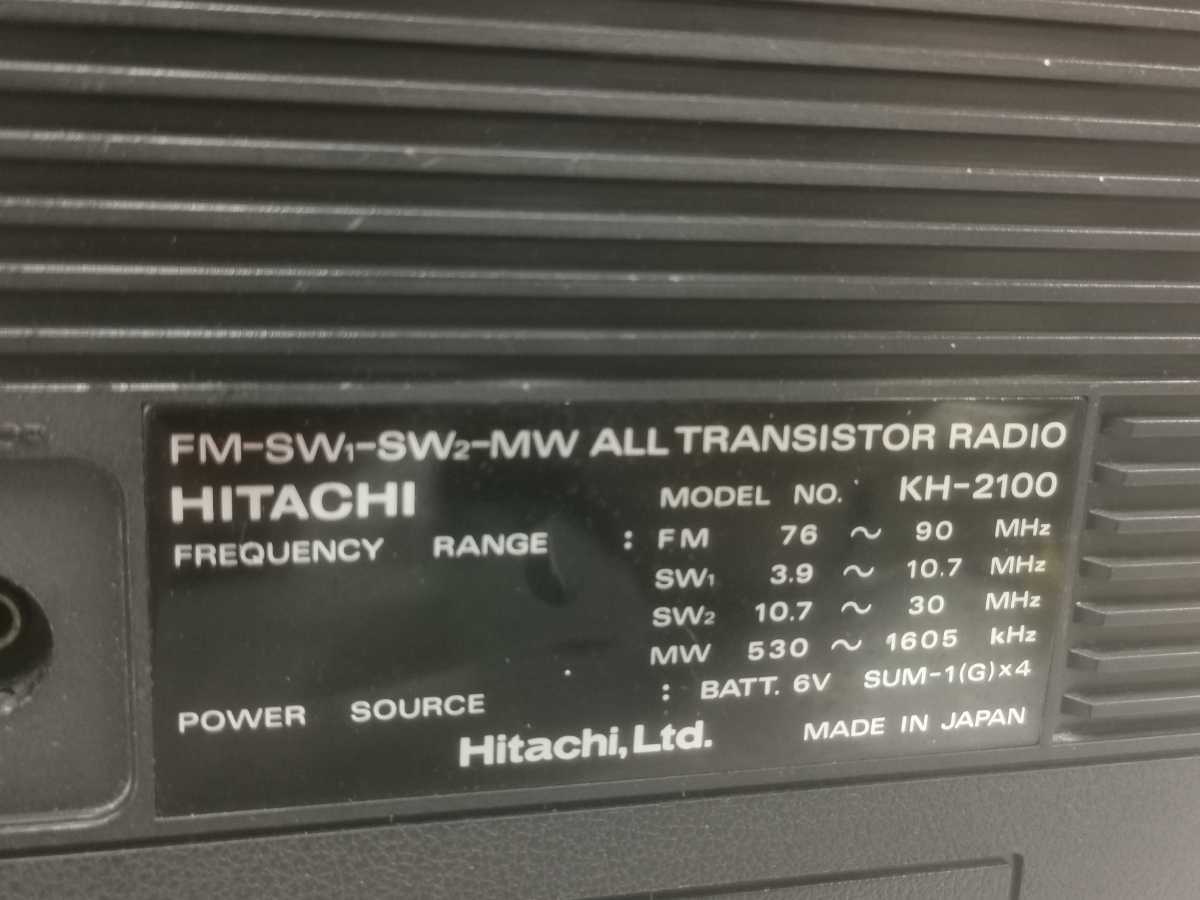 FM-SW₁-SW₂-MW ALL TRANSISTOR RADIO
HITACHI MODEL NO. KH-2100
FREQUENCY RANGE : FM 76 ~ 90 MHz
SW₁ 3.9 ~ 10.7 MHz
SW₂ 10.7 ~ 30 MHz
MW 530 ~ 1605 kHz
POWER SOURCE : BATT. 6V SUM-1(G)×4
Hitachi, Ltd. MADE IN JAPAN